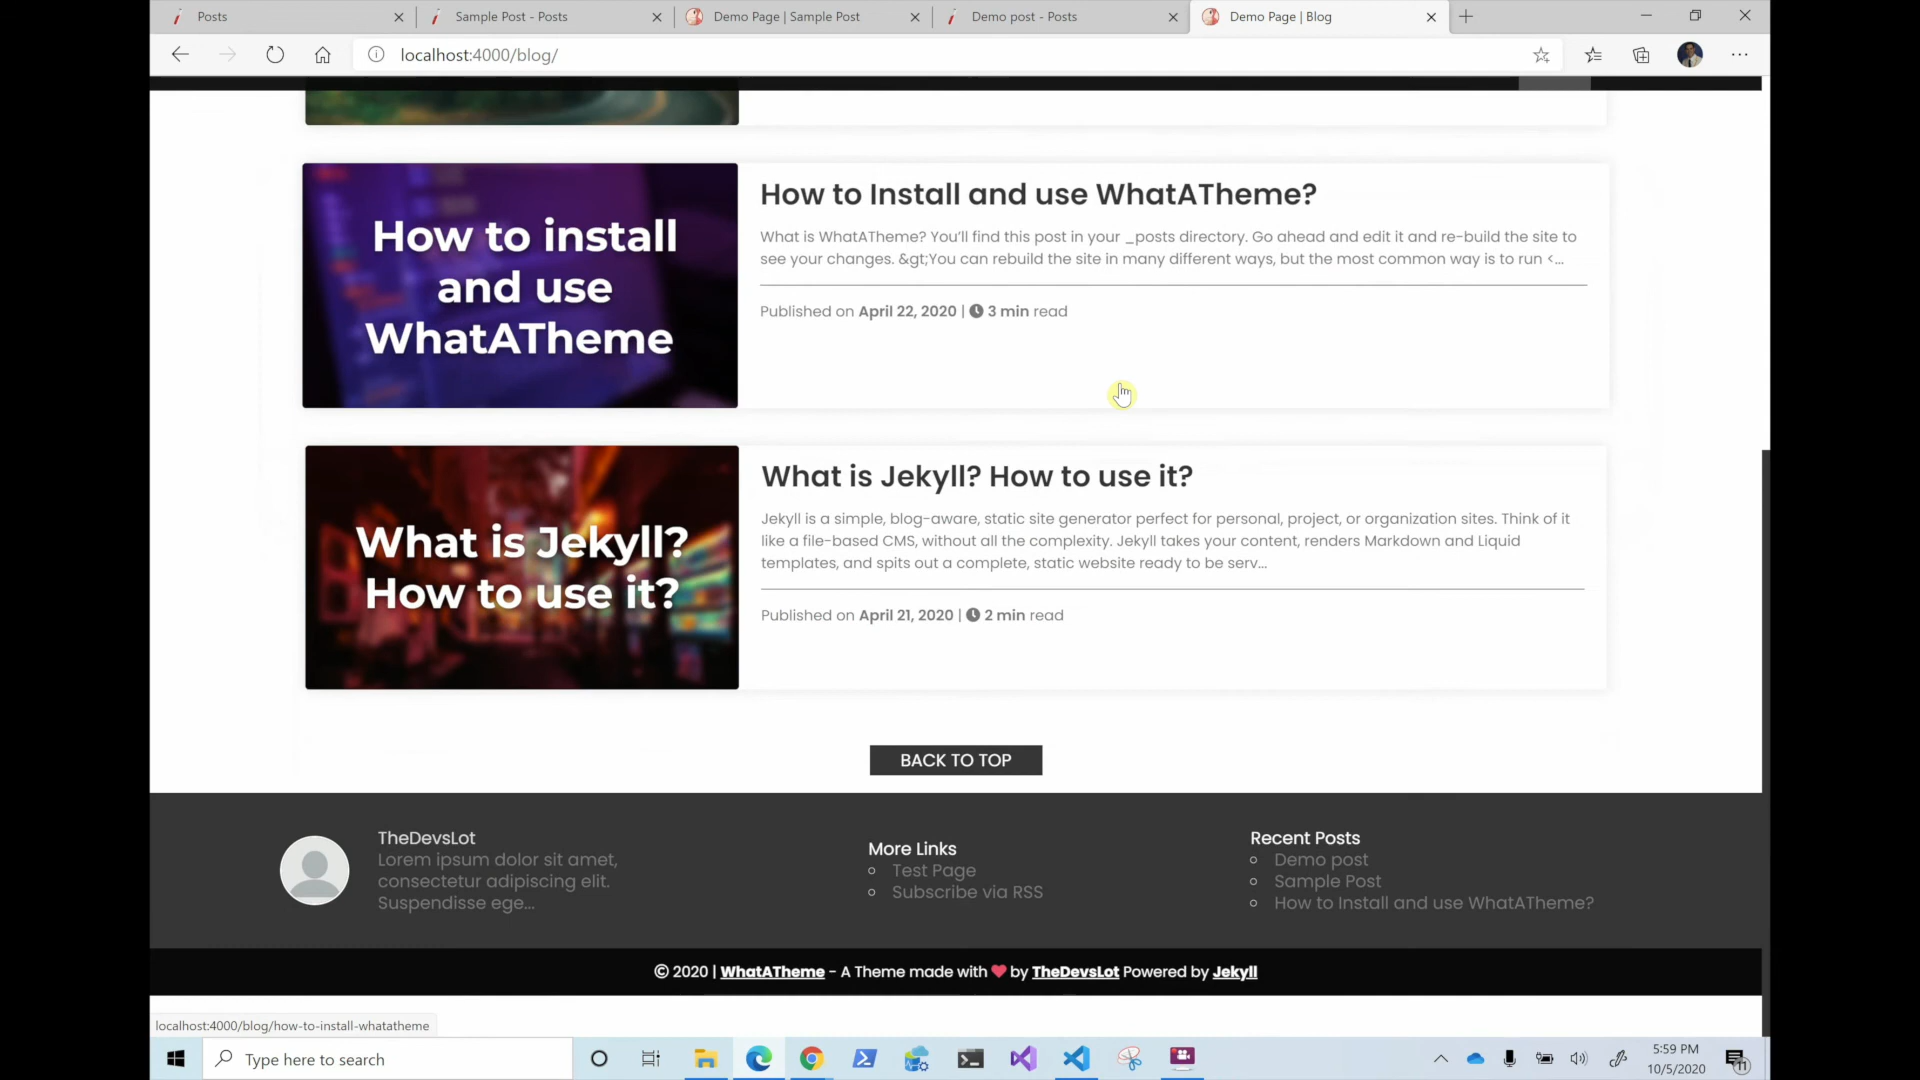 Posts
Sample Post - Posts
Demo Page | Sample Post
Demo post - Posts
Demo Page | Blog
localhost:4000/blog/
How to install
and use
WhatATheme
How to Install and use WhatATheme?
What is WhatATheme? You'll find this post in your _posts directory. Go ahead and edit it and re-build the site to
see your changes. &gt;You can rebuild the site in many different ways, but the most common way is to run <...
Published on April 22, 2020 | 3 min read
What is Jekyll?
How to use it?
What is Jekyll? How to use it?
Jekyll is a simple, blog-aware, static site generator perfect for personal, project, or organization sites. Think of it
like a file-based CMS, without all the complexity. Jekyll takes your content, renders Markdown and Liquid
templates, and spits out a complete, static website ready to be serv...
Published on April 21, 2020 | 2 min read
BACK TO TOP
TheDevsLot
Lorem ipsum dolor sit amet,
consectetur adipiscing elit.
Suspendisse ege...
More Links
Test Page
Subscribe via RSS
Recent Posts
Demo post
Sample Post
How to Install and use WhatATheme?
© 2020 | WhatATheme - A Theme made with ❤ by TheDevsLot Powered by Jekyll
localhost:4000/blog/how-to-install-whatatheme
Type here to search
5:59 PM
10/5/2020
11